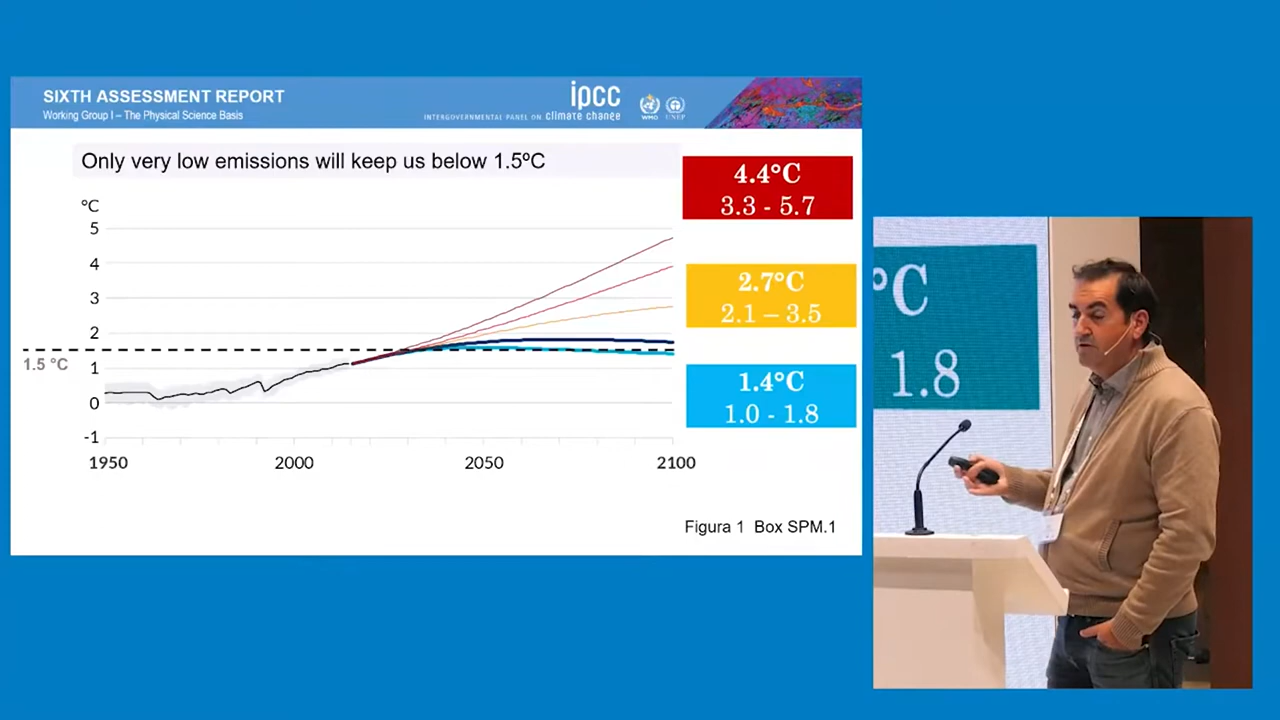 SIXTH ASSESSMENT REPORT
Working Group I – The Physical Science Basis
ipcc
INTERGOVERNMENTAL PANEL ON climate change
WMO
UNEP
Only very low emissions will keep us below 1.5ºC
4.4°C
3.3 - 5.7
2.7°C
2.1 – 3.5
1.4°C
1.0 - 1.8
°C
5
4
3
2
1.5 °C
1
0
-1
1950
2000
2050
2100
Figura 1 Box SPM.1
°C
1.8